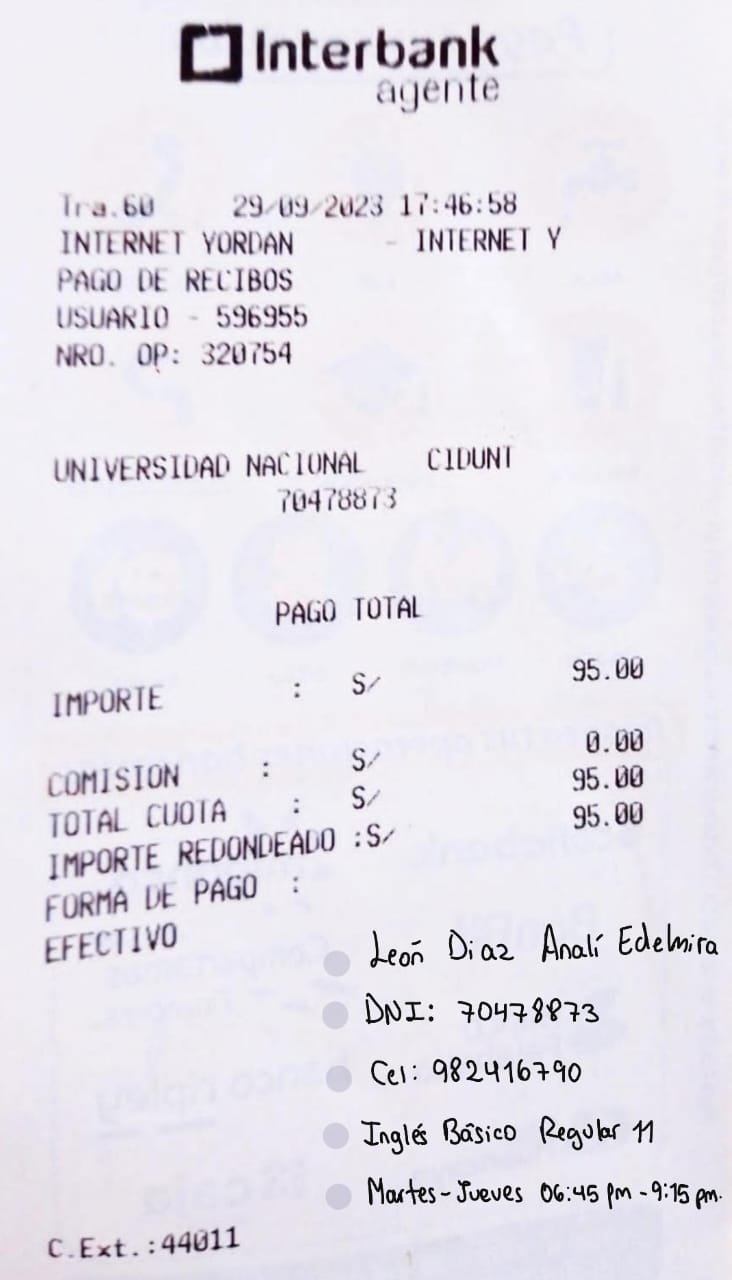 Interbank
agente
Tra.60 29/09/2023 17:46:58
INTERNET YORDAN - INTERNET Y
PAGO DE RECIBOS
USUARIO - 596955
NRO. OP: 320754
UNIVERSIDAD NACIONAL CIDUNT
70478873
PAGO TOTAL
IMPORTE : S/ 95.00
COMISION : S/ 0.00
TOTAL CUOTA : S/ 95.00
IMPORTE REDONDEADO :S/ 95.00
FORMA DE PAGO :
EFECTIVO
León Diaz Analí Edelmira
DNI: 70478873
Cel: 982416790
Inglés Básico Regular 11
Martes-Jueves 06:45 pm-9:15 pm.
C.Ext.:44011